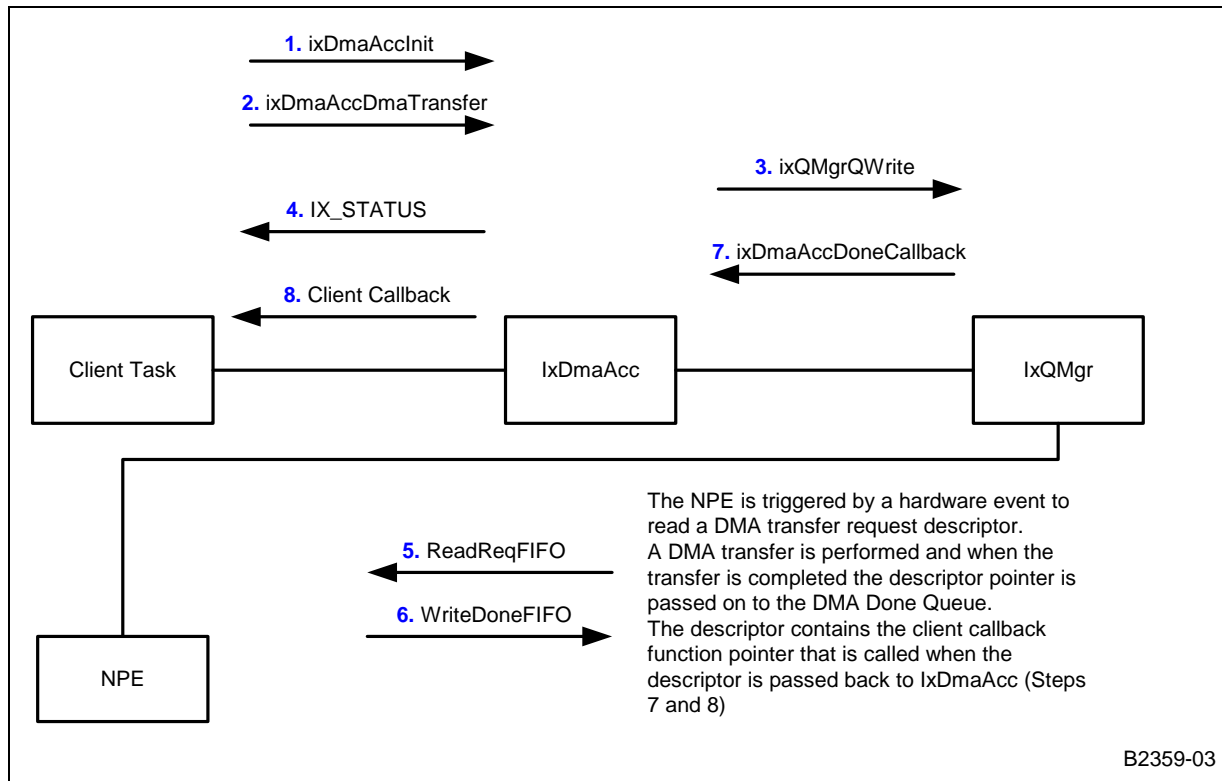 1. ixDmaAccInit
2. ixDmaAccDmaTransfer
3. ixQMgrQWrite
4. IX_STATUS
7. ixDmaAccDoneCallback
8. Client Callback
Client Task
IxDmaAcc
IxQMgr
The NPE is triggered by a hardware event to
read a DMA transfer request descriptor.
A DMA transfer is performed and when the
transfer is completed the descriptor pointer is
passed on to the DMA Done Queue.
The descriptor contains the client callback
function pointer that is called when the
descriptor is passed back to IxDmaAcc (Steps
7 and 8)
5. ReadReqFIFO
6. WriteDoneFIFO
NPE
B2359-03